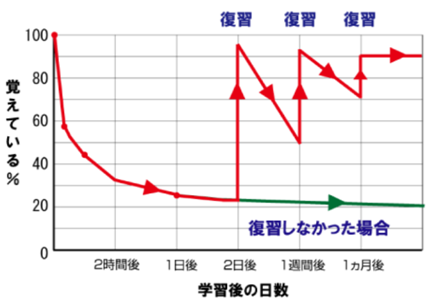 復習 復習 復習
100
80
60
40
20
0
覚えている%
復習しなかった場合
2時間後 1日後 2日後 1週間後 1ヵ月後
学習後の日数